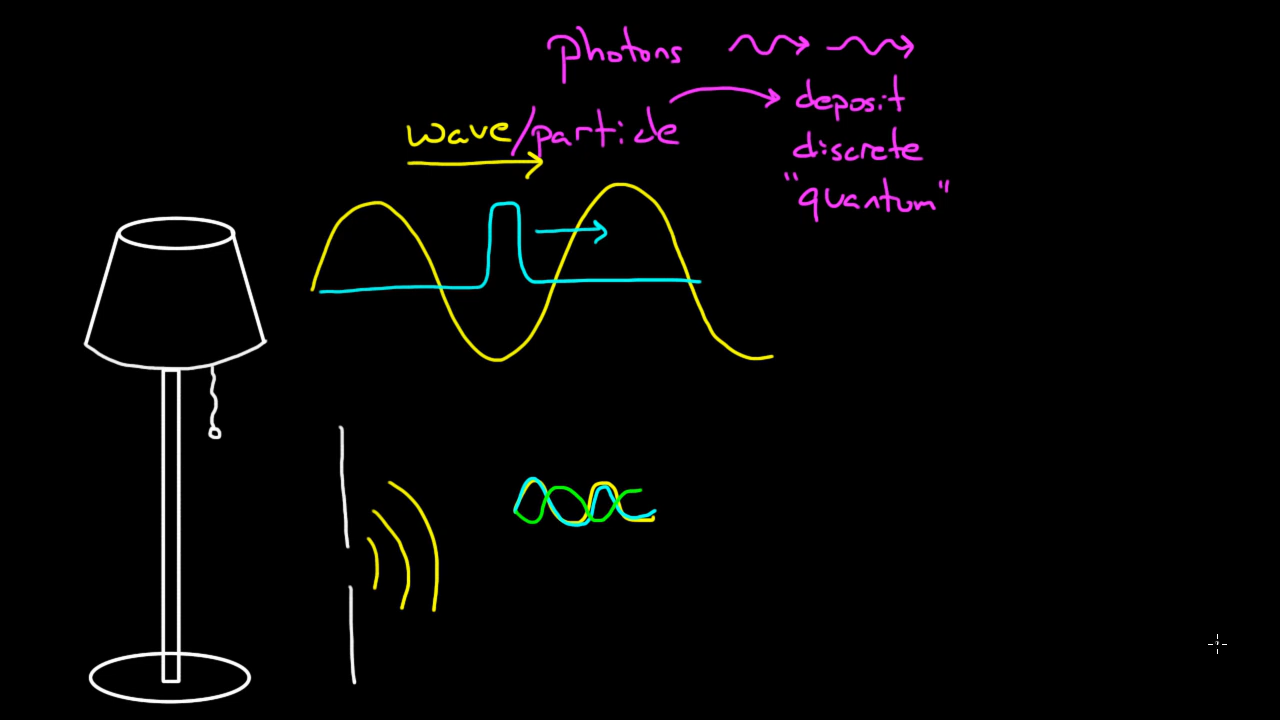 photons
wave/particle
deposit
discrete
"quantum"